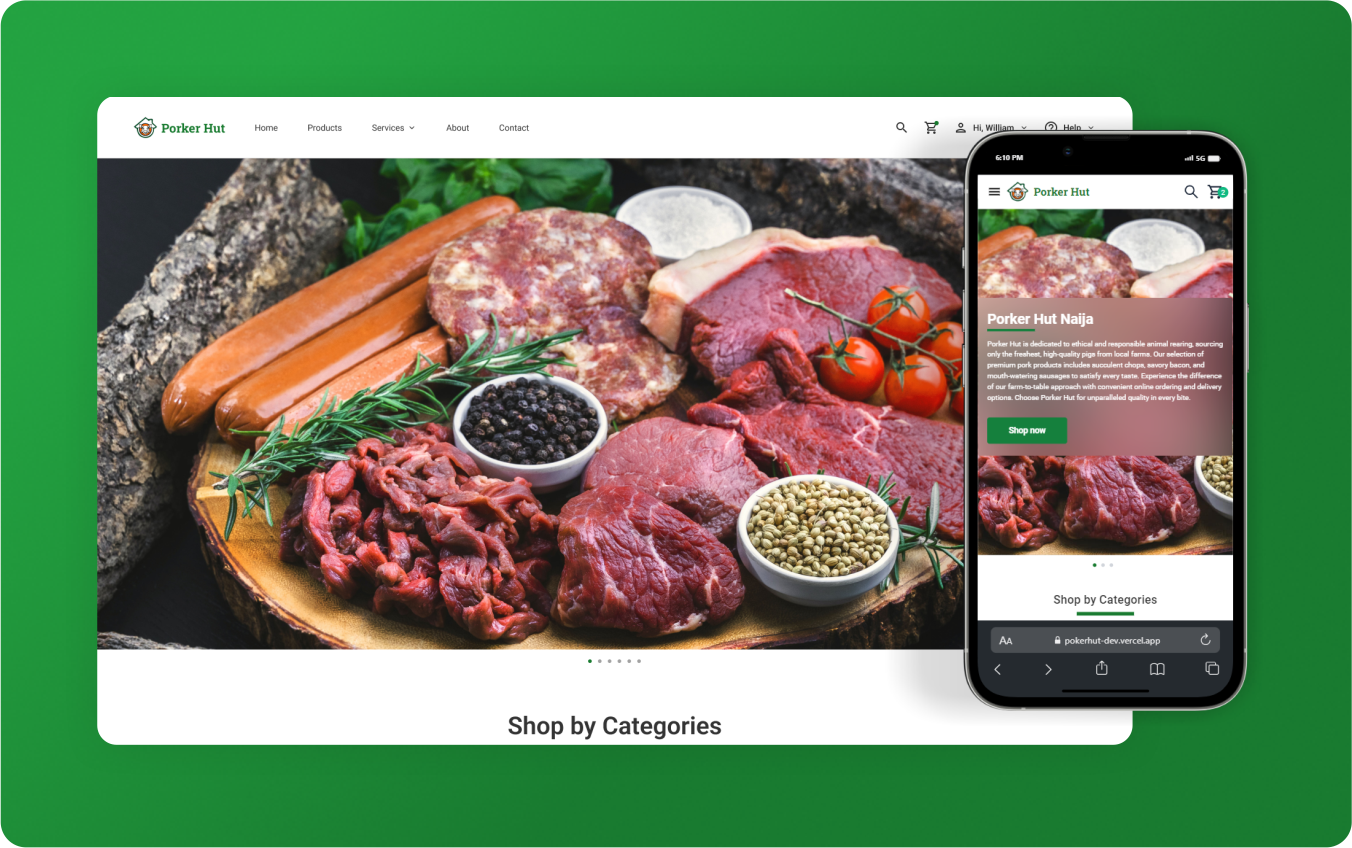 Porker Hut
Home
Products
Services
About
Contact
Hi, William
Help
Shop by Categories
6:10 PM
5G
Porker Hut
2
Porker Hut Naija
Porker Hut is dedicated to ethical and responsible animal rearing, sourcing
only the freshest, high-quality pigs from local farms. Our selection of
premium pork products includes succulent chops, savory bacon, and
mouth-watering sausages to satisfy every taste. Experience the difference
of our farm-to-table approach with convenient online ordering and delivery
options. Choose Porker Hut for unparalleled quality in every bite.
Shop now
Shop by Categories
AA
pokerhut-dev.vercel.app